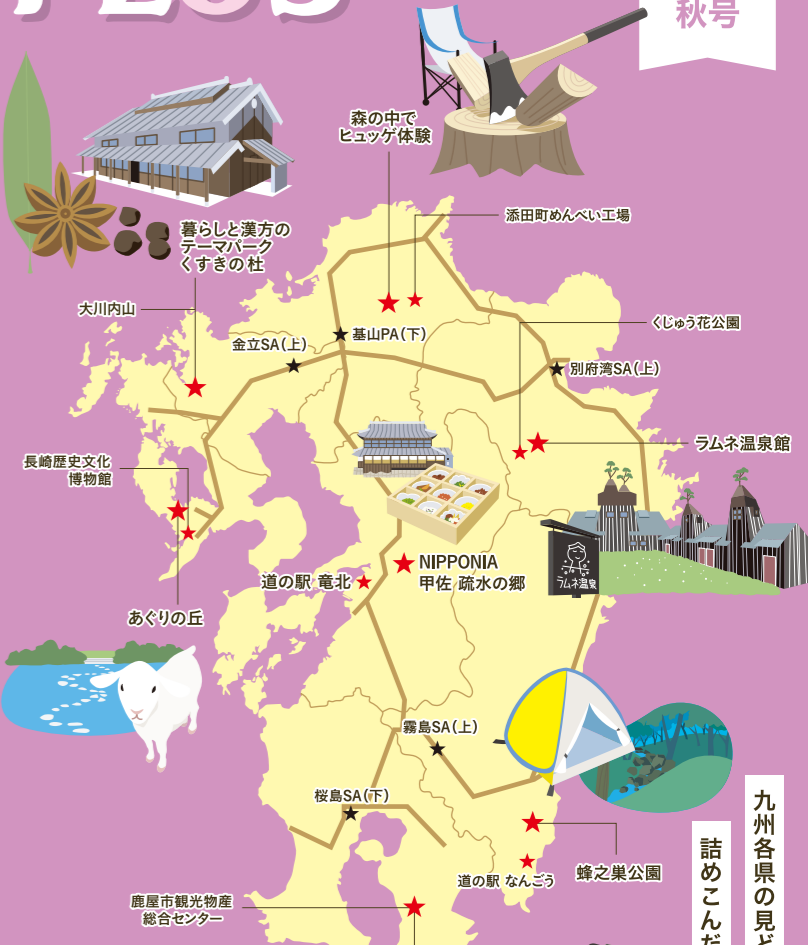 PLUS
秋号
森の中で
ヒュッゲ体験
添田町めんべい工場
暮らしと漢方の
テーマパーク
くすきの杜
大川内山
金立SA(上)
基山PA(下)
くじゅう花公園
別府湾SA(上)
ラムネ温泉館
長崎歴史文化
博物館
NIPPONIA
甲佐 疏水の郷
道の駅 竜北
ラムネ温泉
あぐりの丘
霧島SA(上)
桜島SA(下)
蜂之巣公園
道の駅 なんごう
鹿屋市観光物産
総合センター
九州各県の見ど
詰めこんだ